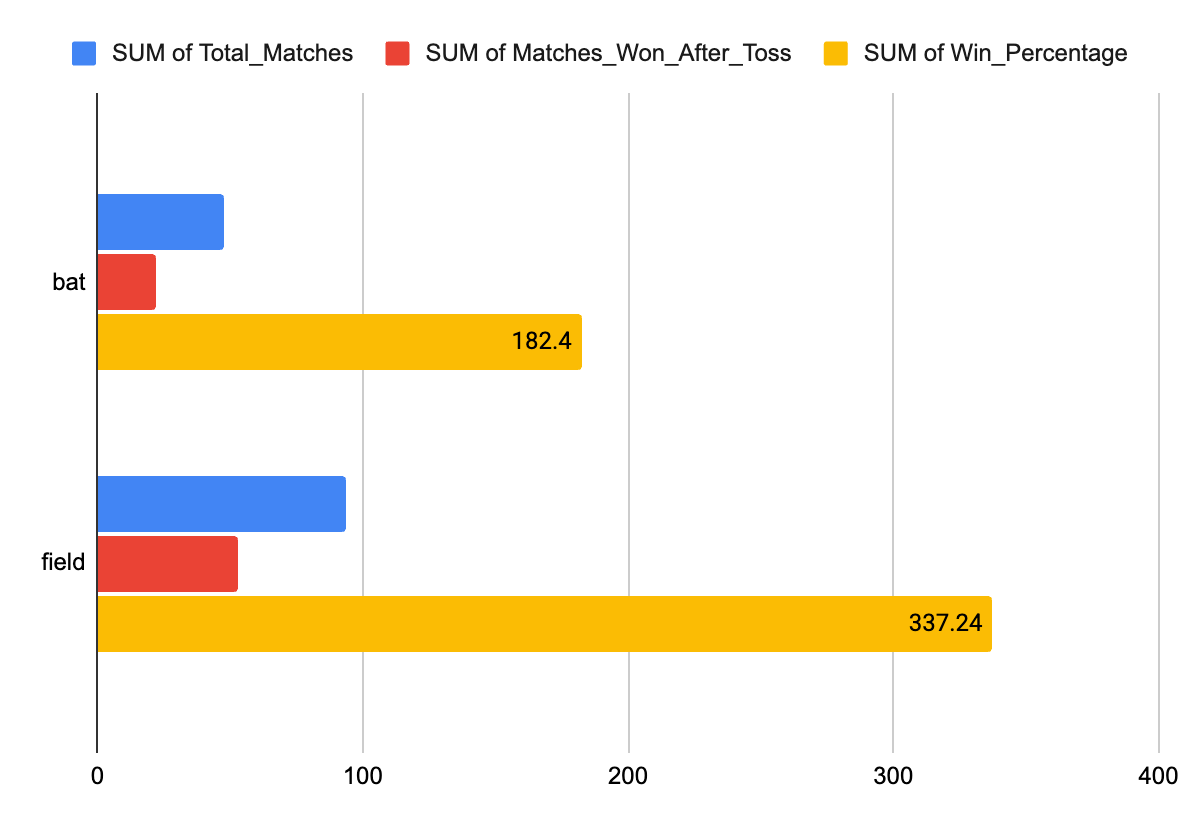 SUM of Total_Matches SUM of Matches_Won_After_Toss SUM of Win_Percentage
bat
182.4
field
337.24
0 100 200 300 400